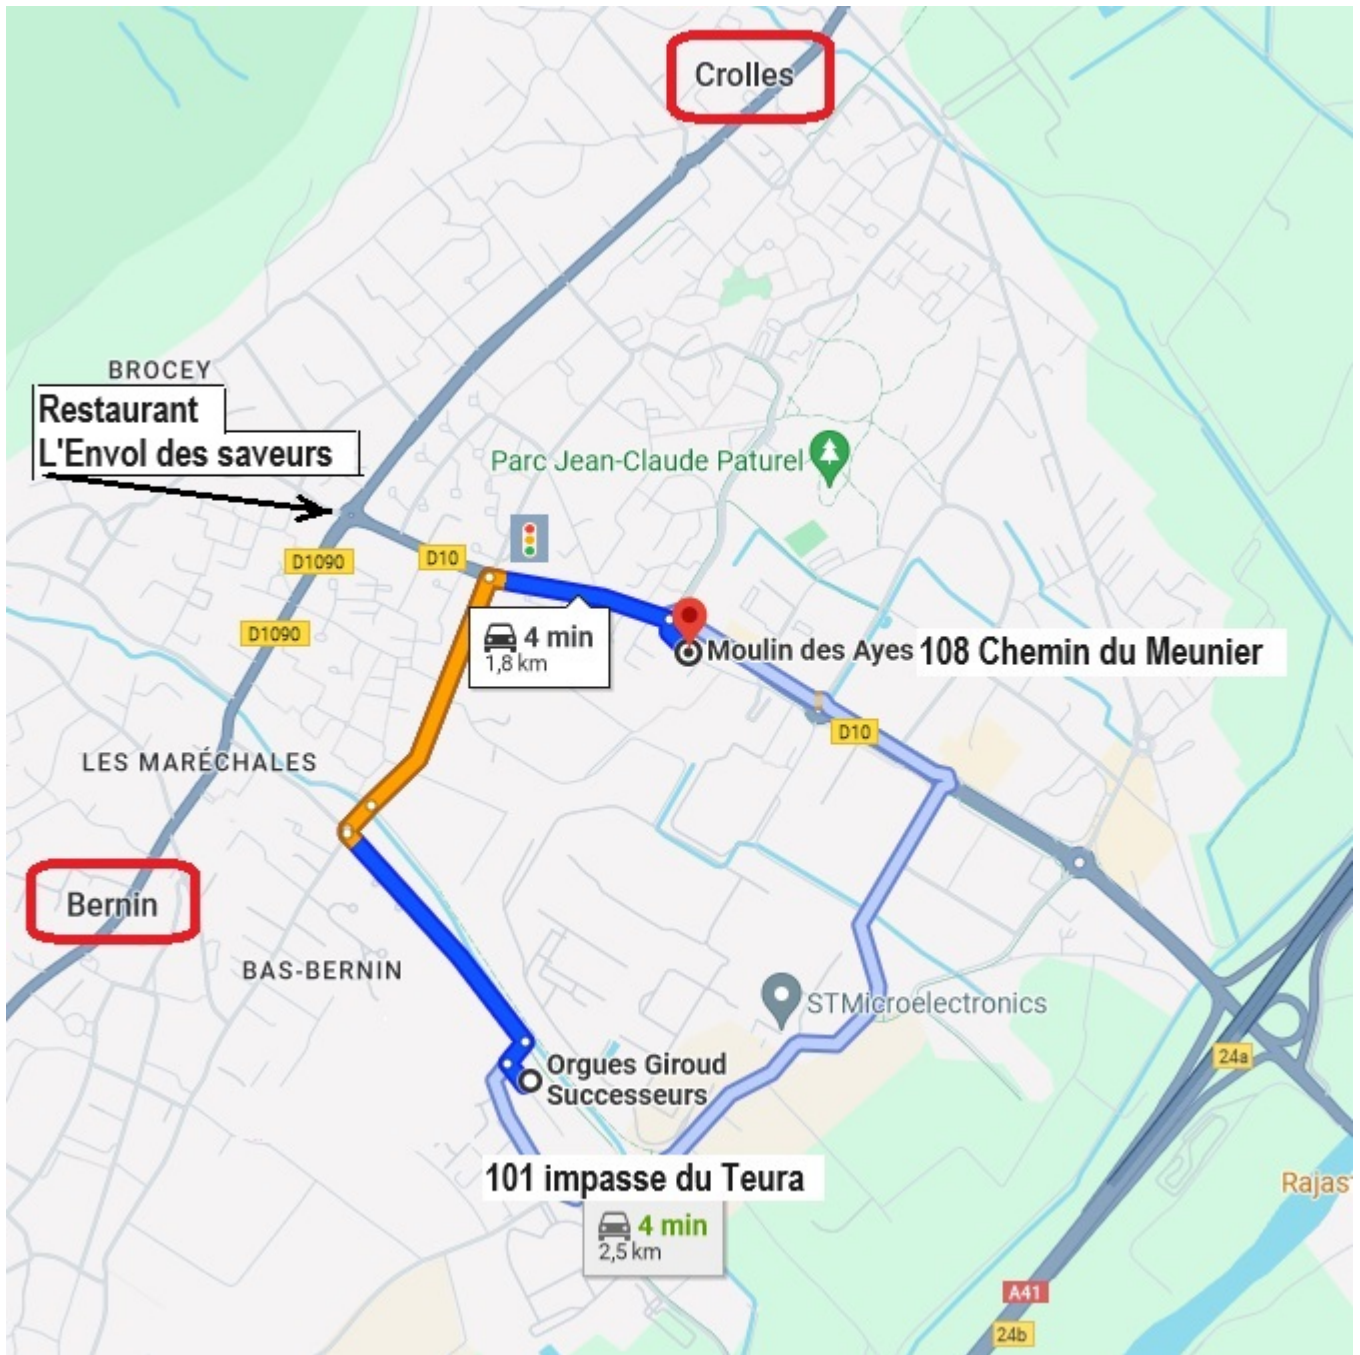 Crolles
BROCEY
Restaurant
L'Envol des saveurs
Parc Jean-Claude Paturel
D1090
D10
D1090
4 min
1,8 km
Moulin des Ayes
108 Chemin du Meunier
D10
LES MARÉCHALES
Bernin
BAS-BERNIN
STMicroelectronics
24a
Orgues Giroud
Successeurs
101 impasse du Teura
Rajas
4 min
2,5 km
A41
24b